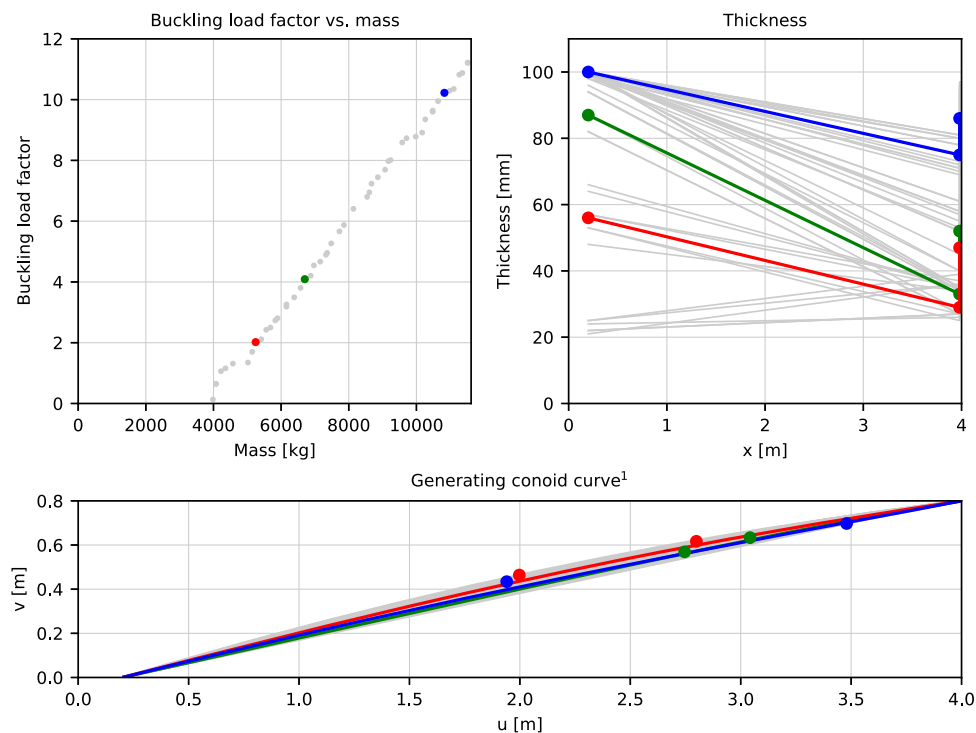 Buckling load factor vs. mass
12
10
8
6
4
2
0
Buckling load factor
0 2000 4000 6000 8000 10000
Mass [kg]
Thickness
100
80
60
40
20
0
Thickness [mm]
0 1 2 3 4
x [m]
Generating conoid curve¹
0.8
0.6
0.4
0.2
0.0
v [m]
0.0 0.5 1.0 1.5 2.0 2.5 3.0 3.5 4.0
u [m]